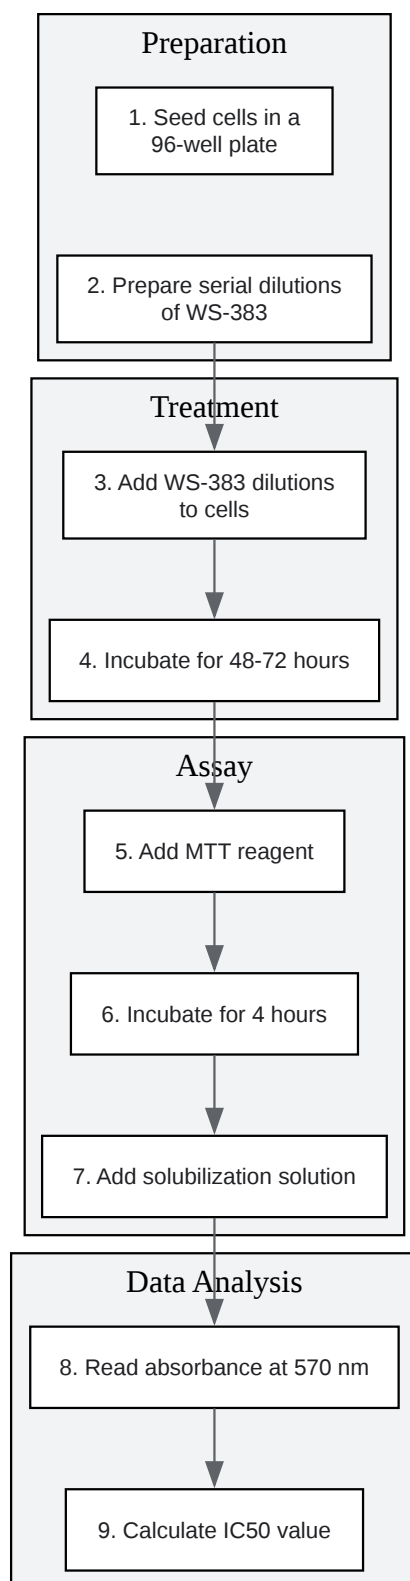 Preparation
1. Seed cells in a
96-well plate
2. Prepare serial dilutions
of WS-383
Treatment
3. Add WS-383 dilutions
to cells
4. Incubate for 48-72 hours
Assay
5. Add MTT reagent
6. Incubate for 4 hours
7. Add solubilization solution
Data Analysis
8. Read absorbance at 570 nm
9. Calculate IC50 value